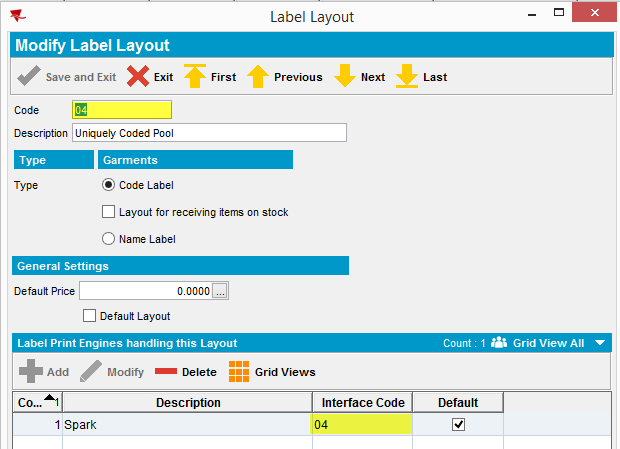 Label Layout
Modify Label Layout
Save and Exit Exit First Previous Next Last
Code 04
Description Uniquely Coded Pool
Type Garments
Type Code Label
Layout for receiving items on stock
Name Label
General Settings
Default Price 0.0000 ...
Default Layout
Label Print Engines handling this Layout Count : 1 Grid View All
Add Modify Delete Grid Views
Co... 1 Description Interface Code Default
1 Spark 04